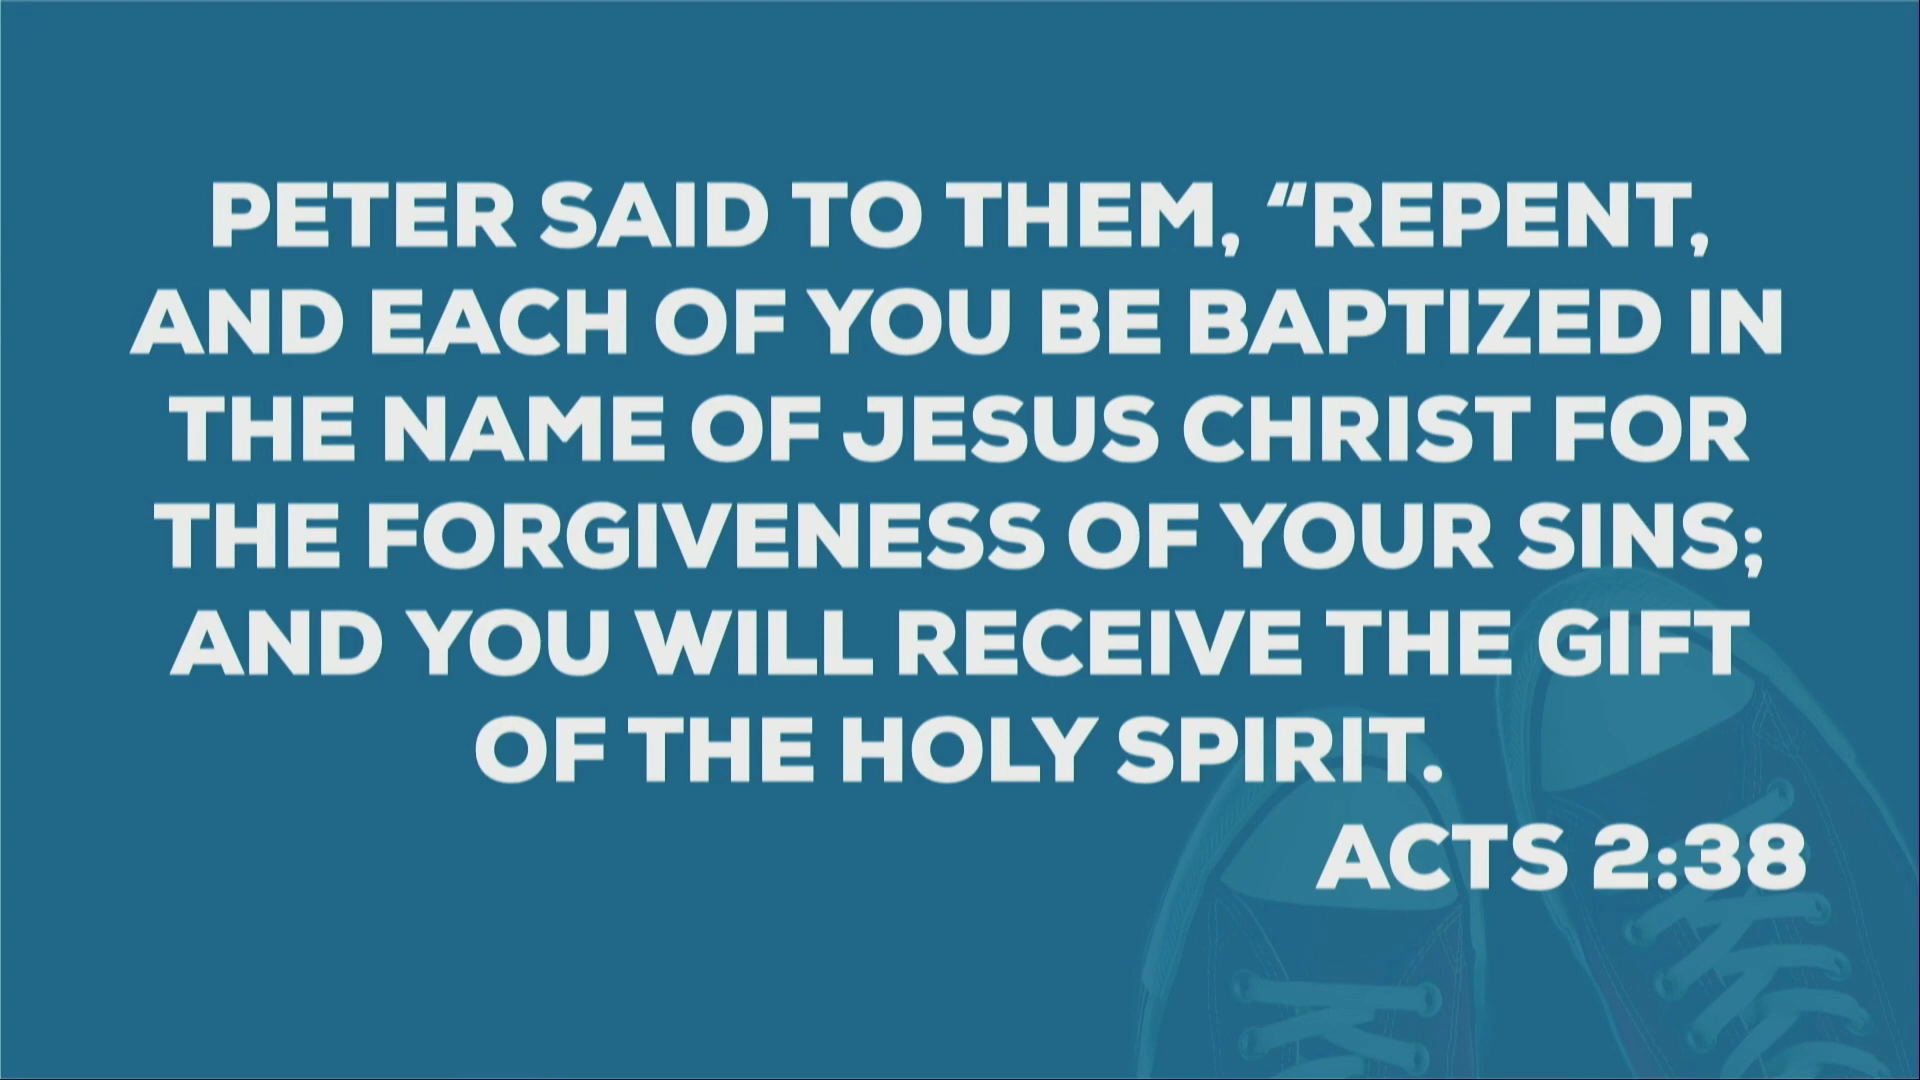 PETER SAID TO THEM, “REPENT,
AND EACH OF YOU BE BAPTIZED IN
THE NAME OF JESUS CHRIST FOR
THE FORGIVENESS OF YOUR SINS;
AND YOU WILL RECEIVE THE GIFT
OF THE HOLY SPIRIT.
ACTS 2:38